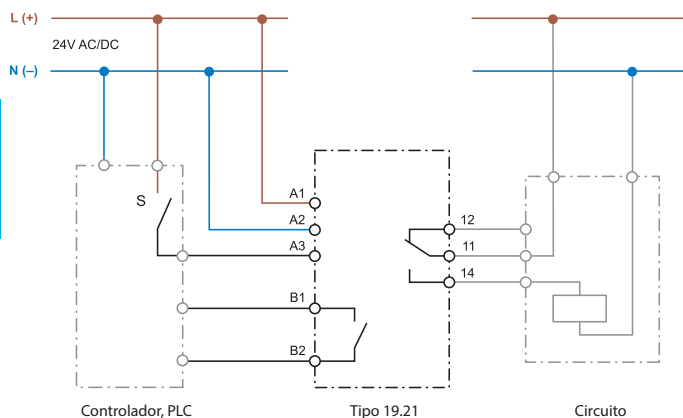 L (+)
24V AC/DC
N (–)
S
A1
A2
A3
B1
B2
12
11
14
Controlador, PLC
Tipo 19.21
Circuito